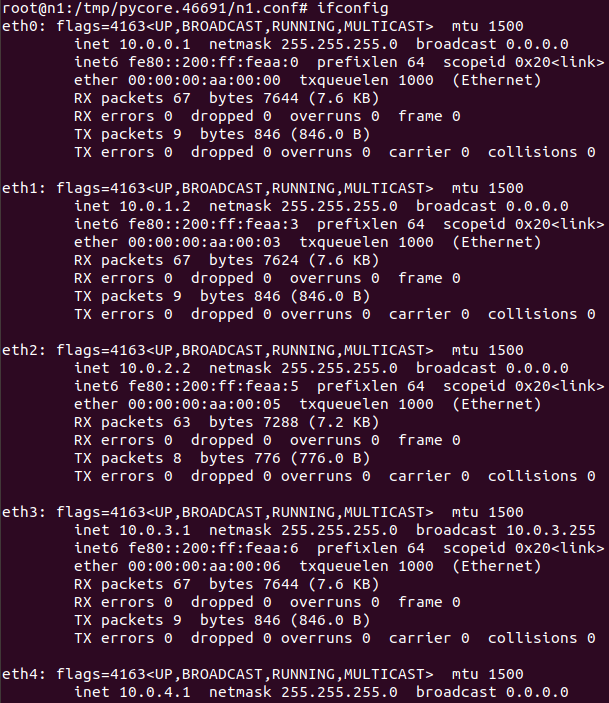 root@n1:/tmp/pycore.46691/n1.conf# ifconfig
eth0: flags=4163<UP,BROADCAST,RUNNING,MULTICAST>  mtu 1500
        inet 10.0.0.1  netmask 255.255.255.0  broadcast 0.0.0.0
        inet6 fe80::200:ff:feaa:0  prefixlen 64  scopeid 0x20<link>
        ether 00:00:00:aa:00:00  txqueuelen 1000  (Ethernet)
        RX packets 67  bytes 7644 (7.6 KB)
        RX errors 0  dropped 0  overruns 0  frame 0
        TX packets 9  bytes 846 (846.0 B)
        TX errors 0  dropped 0 overruns 0  carrier 0  collisions 0

eth1: flags=4163<UP,BROADCAST,RUNNING,MULTICAST>  mtu 1500
        inet 10.0.1.2  netmask 255.255.255.0  broadcast 0.0.0.0
        inet6 fe80::200:ff:feaa:3  prefixlen 64  scopeid 0x20<link>
        ether 00:00:00:aa:00:03  txqueuelen 1000  (Ethernet)
        RX packets 67  bytes 7624 (7.6 KB)
        RX errors 0  dropped 0  overruns 0  frame 0
        TX packets 9  bytes 846 (846.0 B)
        TX errors 0  dropped 0 overruns 0  carrier 0  collisions 0

eth2: flags=4163<UP,BROADCAST,RUNNING,MULTICAST>  mtu 1500
        inet 10.0.2.2  netmask 255.255.255.0  broadcast 0.0.0.0
        inet6 fe80::200:ff:feaa:5  prefixlen 64  scopeid 0x20<link>
        ether 00:00:00:aa:00:05  txqueuelen 1000  (Ethernet)
        RX packets 63  bytes 7288 (7.2 KB)
        RX errors 0  dropped 0  overruns 0  frame 0
        TX packets 8  bytes 776 (776.0 B)
        TX errors 0  dropped 0 overruns 0  carrier 0  collisions 0

eth3: flags=4163<UP,BROADCAST,RUNNING,MULTICAST>  mtu 1500
        inet 10.0.3.1  netmask 255.255.255.0  broadcast 10.0.3.255
        inet6 fe80::200:ff:feaa:6  prefixlen 64  scopeid 0x20<link>
        ether 00:00:00:aa:00:06  txqueuelen 1000  (Ethernet)
        RX packets 67  bytes 7644 (7.6 KB)
        RX errors 0  dropped 0  overruns 0  frame 0
        TX packets 9  bytes 846 (846.0 B)
        TX errors 0  dropped 0 overruns 0  carrier 0  collisions 0

eth4: flags=4163<UP,BROADCAST,RUNNING,MULTICAST>  mtu 1500
        inet 10.0.4.1  netmask 255.255.255.0  broadcast 0.0.0.0